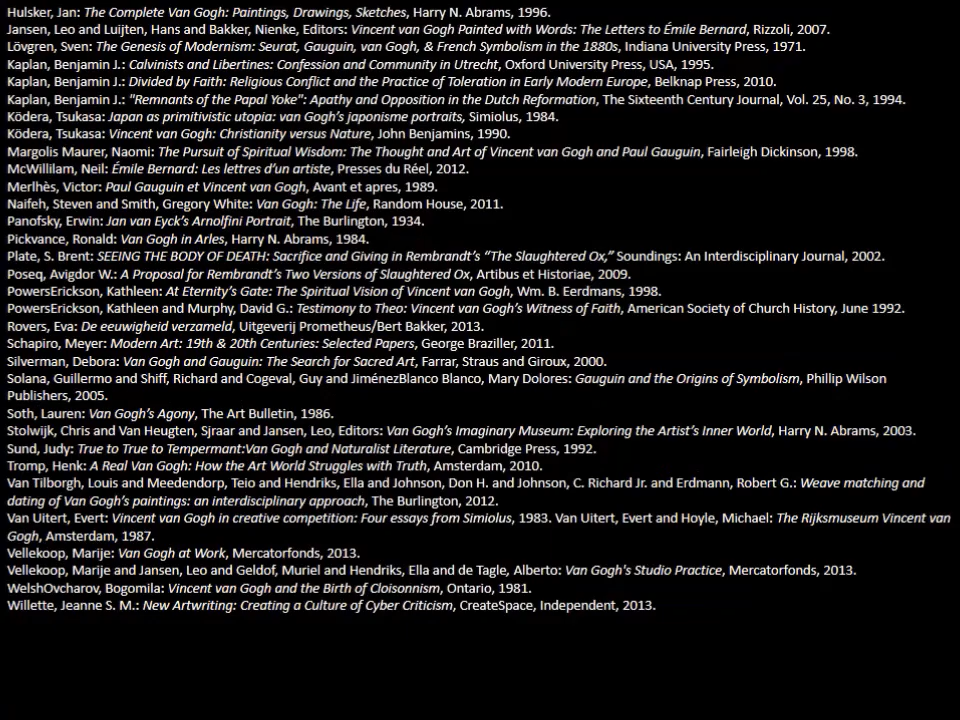 Hulsker, Jan: The Complete Van Gogh: Paintings, Drawings, Sketches, Harry N. Abrams, 1996.
Jansen, Leo and Luijten, Hans and Bakker, Nienke, Editors: Vincent van Gogh Painted with Words: The Letters to Émile Bernard, Rizzoli, 2007.
Lövgren, Sven: The Genesis of Modernism: Seurat, Gauguin, van Gogh, & French Symbolism in the 1880s, Indiana University Press, 1971.
Kaplan, Benjamin J.: Calvinists and Libertines: Confession and Community in Utrecht, Oxford University Press, USA, 1995.
Kaplan, Benjamin J.: Divided by Faith: Religious Conflict and the Practice of Toleration in Early Modern Europe, Belknap Press, 2010.
Kaplan, Benjamin J.: "Remnants of the Papal Yoke": Apathy and Opposition in the Dutch Reformation, The Sixteenth Century Journal, Vol. 25, No. 3, 1994.
Kōdera, Tsukasa: Japan as primitivistic utopia: van Gogh's japonisme portraits, Simiolus, 1984.
Kōdera, Tsukasa: Vincent van Gogh: Christianity versus Nature, John Benjamins, 1990.
Margolis Maurer, Naomi: The Pursuit of Spiritual Wisdom: The Thought and Art of Vincent van Gogh and Paul Gauguin, Fairleigh Dickinson, 1998.
McWillilam, Neil: Émile Bernard: Les lettres d'un artiste, Presses du Réel, 2012.
Merlhès, Victor: Paul Gauguin et Vincent van Gogh, Avant et apres, 1989.
Naifeh, Steven and Smith, Gregory White: Van Gogh: The Life, Random House, 2011.
Panofsky, Erwin: Jan van Eyck's Arnolfini Portrait, The Burlington, 1934.
Pickvance, Ronald: Van Gogh in Arles, Harry N. Abrams, 1984.
Plate, S. Brent: SEEING THE BODY OF DEATH: Sacrifice and Giving in Rembrandt's “The Slaughtered Ox,” Soundings: An Interdisciplinary Journal, 2002.
Poseq, Avigdor W.: A Proposal for Rembrandt's Two Versions of Slaughtered Ox, Artibus et Historiae, 2009.
PowersErickson, Kathleen: At Eternity's Gate: The Spiritual Vision of Vincent van Gogh, Wm. B. Eerdmans, 1998.
PowersErickson, Kathleen and Murphy, David G.: Testimony to Theo: Vincent van Gogh's Witness of Faith, American Society of Church History, June 1992.
Rovers, Eva: De eeuwigheid verzameld, Uitgeverij Prometheus/Bert Bakker, 2013.
Schapiro, Meyer: Modern Art: 19th & 20th Centuries: Selected Papers, George Braziller, 2011.
Silverman, Debora: Van Gogh and Gauguin: The Search for Sacred Art, Farrar, Straus and Giroux, 2000.
Solana, Guillermo and Shiff, Richard and Cogeval, Guy and JiménezBlanco Blanco, Mary Dolores: Gauguin and the Origins of Symbolism, Phillip Wilson
Publishers, 2005.
Soth, Lauren: Van Gogh's Agony, The Art Bulletin, 1986.
Stolwijk, Chris and Van Heugten, Sjraar and Jansen, Leo, Editors: Van Gogh's Imaginary Museum: Exploring the Artist's Inner World, Harry N. Abrams, 2003.
Sund, Judy: True to True to Tempermant:Van Gogh and Naturalist Literature, Cambridge Press, 1992.
Tromp, Henk: A Real Van Gogh: How the Art World Struggles with Truth, Amsterdam, 2010.
Van Tilborgh, Louis and Meedendorp, Teio and Hendriks, Ella and Johnson, Don H. and Johnson, C. Richard Jr. and Erdmann, Robert G.: Weave matching and
dating of Van Gogh's paintings: an interdisciplinary approach, The Burlington, 2012.
Van Uitert, Evert: Vincent van Gogh in creative competition: Four essays from Simiolus, 1983. Van Uitert, Evert and Hoyle, Michael: The Rijksmuseum Vincent van
Gogh, Amsterdam, 1987.
Vellekoop, Marije: Van Gogh at Work, Mercatorfonds, 2013.
Vellekoop, Marije and Jansen, Leo and Geldof, Muriel and Hendriks, Ella and de Tagle, Alberto: Van Gogh's Studio Practice, Mercatorfonds, 2013.
WelshOvcharov, Bogomila: Vincent van Gogh and the Birth of Cloisonnism, Ontario, 1981.
Willette, Jeanne S. M.: New Artwriting: Creating a Culture of Cyber Criticism, CreateSpace, Independent, 2013.